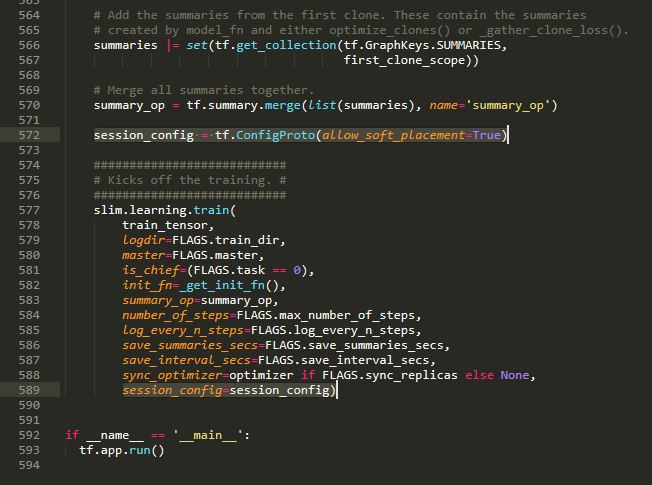 563
564 # Add the summaries from the first clone. These contain the summaries
565 # created by model_fn and either optimize_clones() or _gather_clone_loss().
566 summaries |= set(tf.get_collection(tf.GraphKeys.SUMMARIES,
567 first_clone_scope))
568
569 # Merge all summaries together.
570 summary_op = tf.summary.merge(list(summaries), name='summary_op')
571
572 session_config = tf.ConfigProto(allow_soft_placement=True)
573
574 ###########################
575 # Kicks off the training. #
576 ###########################
577 slim.learning.train(
578 train_tensor,
579 logdir=FLAGS.train_dir,
580 master=FLAGS.master,
581 is_chief=(FLAGS.task == 0),
582 init_fn=_get_init_fn(),
583 summary_op=summary_op,
584 number_of_steps=FLAGS.max_number_of_steps,
585 log_every_n_steps=FLAGS.log_every_n_steps,
586 save_summaries_secs=FLAGS.save_summaries_secs,
587 save_interval_secs=FLAGS.save_interval_secs,
588 sync_optimizer=optimizer if FLAGS.sync_replicas else None,
589 session_config=session_config)
590
591
592 if __name__ == '__main__':
593 tf.app.run()
594